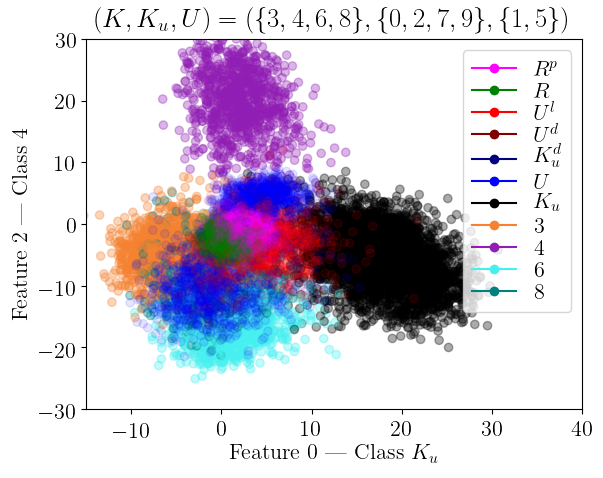 (K, K_u, U) = ({3, 4, 6, 8}, {0, 2, 7, 9}, {1, 5})
30
20
10
0
−10
−20
−30
Feature 2 — Class 4
−10
0
10
20
30
40
Feature 0 — Class K_u
R^p
R
U^l
U^d
K_u^d
U
K_u
3
4
6
8